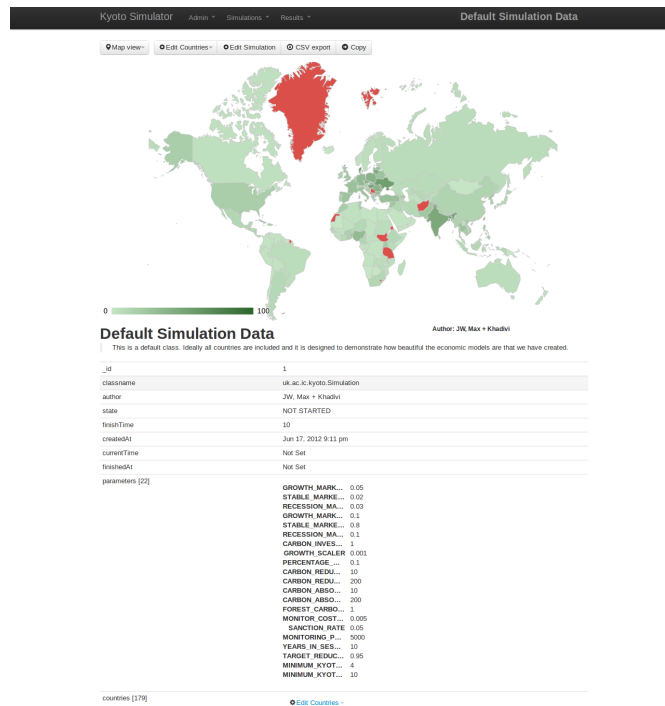 Kyoto Simulator Admin Simulations Results Default Simulation Data
Map view Edit Countries Edit Simulation CSV export Copy
0 100
Default Simulation Data Author: JW, Max + Khadivi
This is a default class. Ideally all countries are included and it is designed to demonstrate how beautiful the economic models are that we have created.
_id 1
classname uk.ac.ic.kyoto.Simulation
author JW, Max + Khadivi
state NOT STARTED
finishTime 10
createdAt Jun 17, 2012 9:11 pm
currentTime Not Set
finishedAt Not Set
parameters [22]
GROWTH_MARK... 0.05
STABLE_MARKE... 0.02
RECESSION_MA... 0.03
GROWTH_MARK... 0.1
STABLE_MARKE... 0.8
RECESSION_MA... 0.1
CARBON_INVES... 1
GROWTH_SCALER 0.001
PERCENTAGE_... 0.1
CARBON_REDU... 10
CARBON_REDU... 200
CARBON_ABSO... 10
CARBON_ABSO... 200
FOREST_CARBO... 1
MONITOR_COST... 0.005
SANCTION_RATE 0.05
MONITORING_P... 5000
YEARS_IN_SES... 10
TARGET_REDUC... 0.95
MINIMUM_KYOT... 4
MINIMUM_KYOT... 10
countries [179] Edit Countries